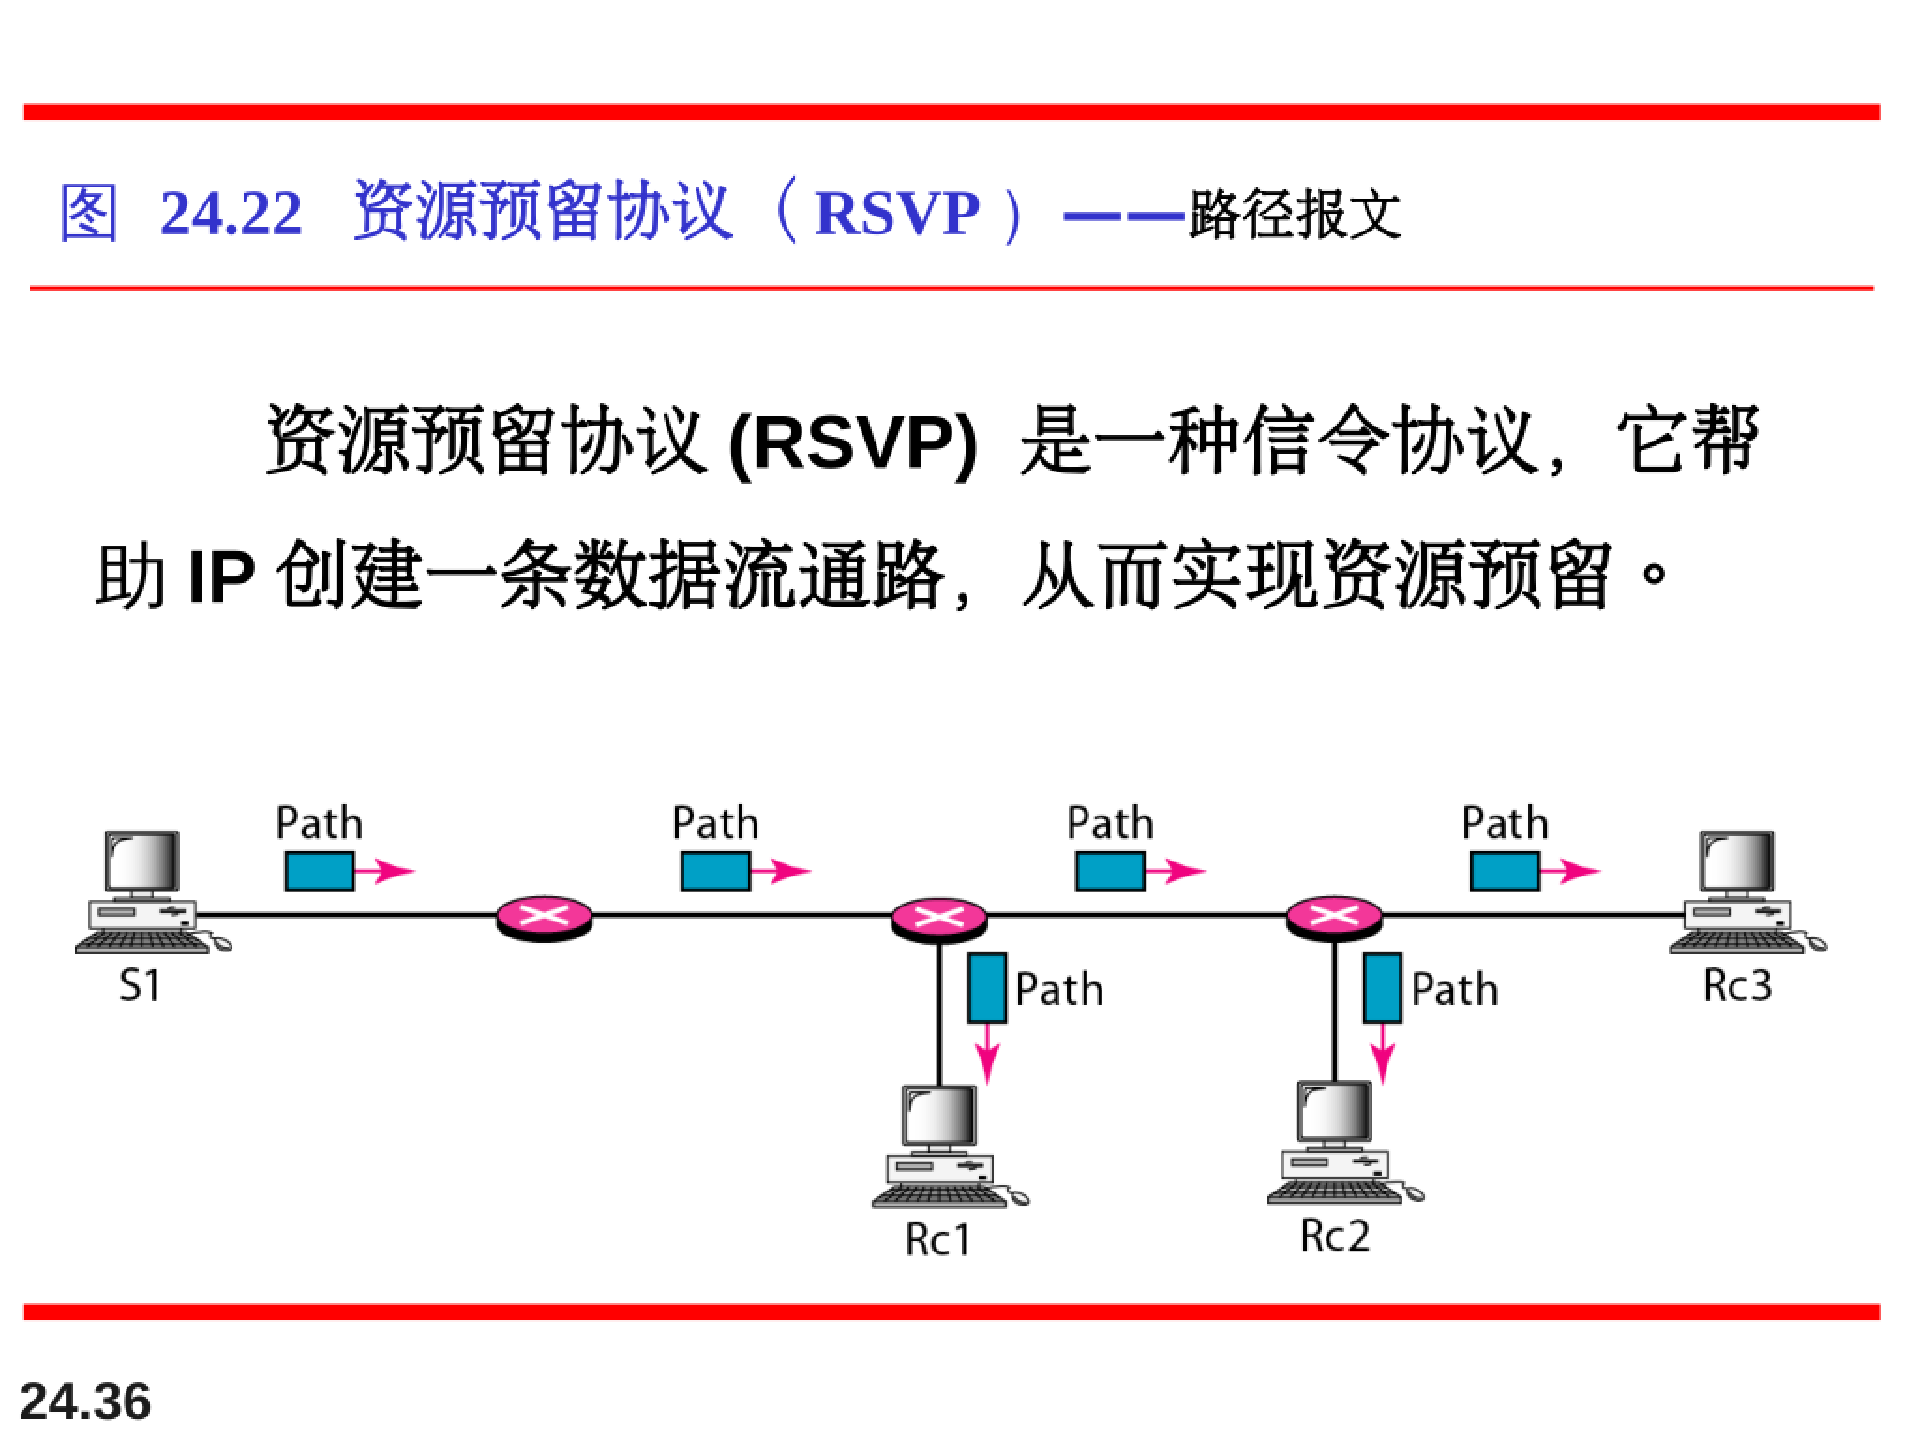 图 24.22 资源预留协议（RSVP）——路径报文
资源预留协议 (RSVP) 是一种信令协议，它帮
助 IP 创建一条数据流通路，从而实现资源预留。
Path Path Path Path
S1 Path Path Rc3
Rc1 Rc2
24.36